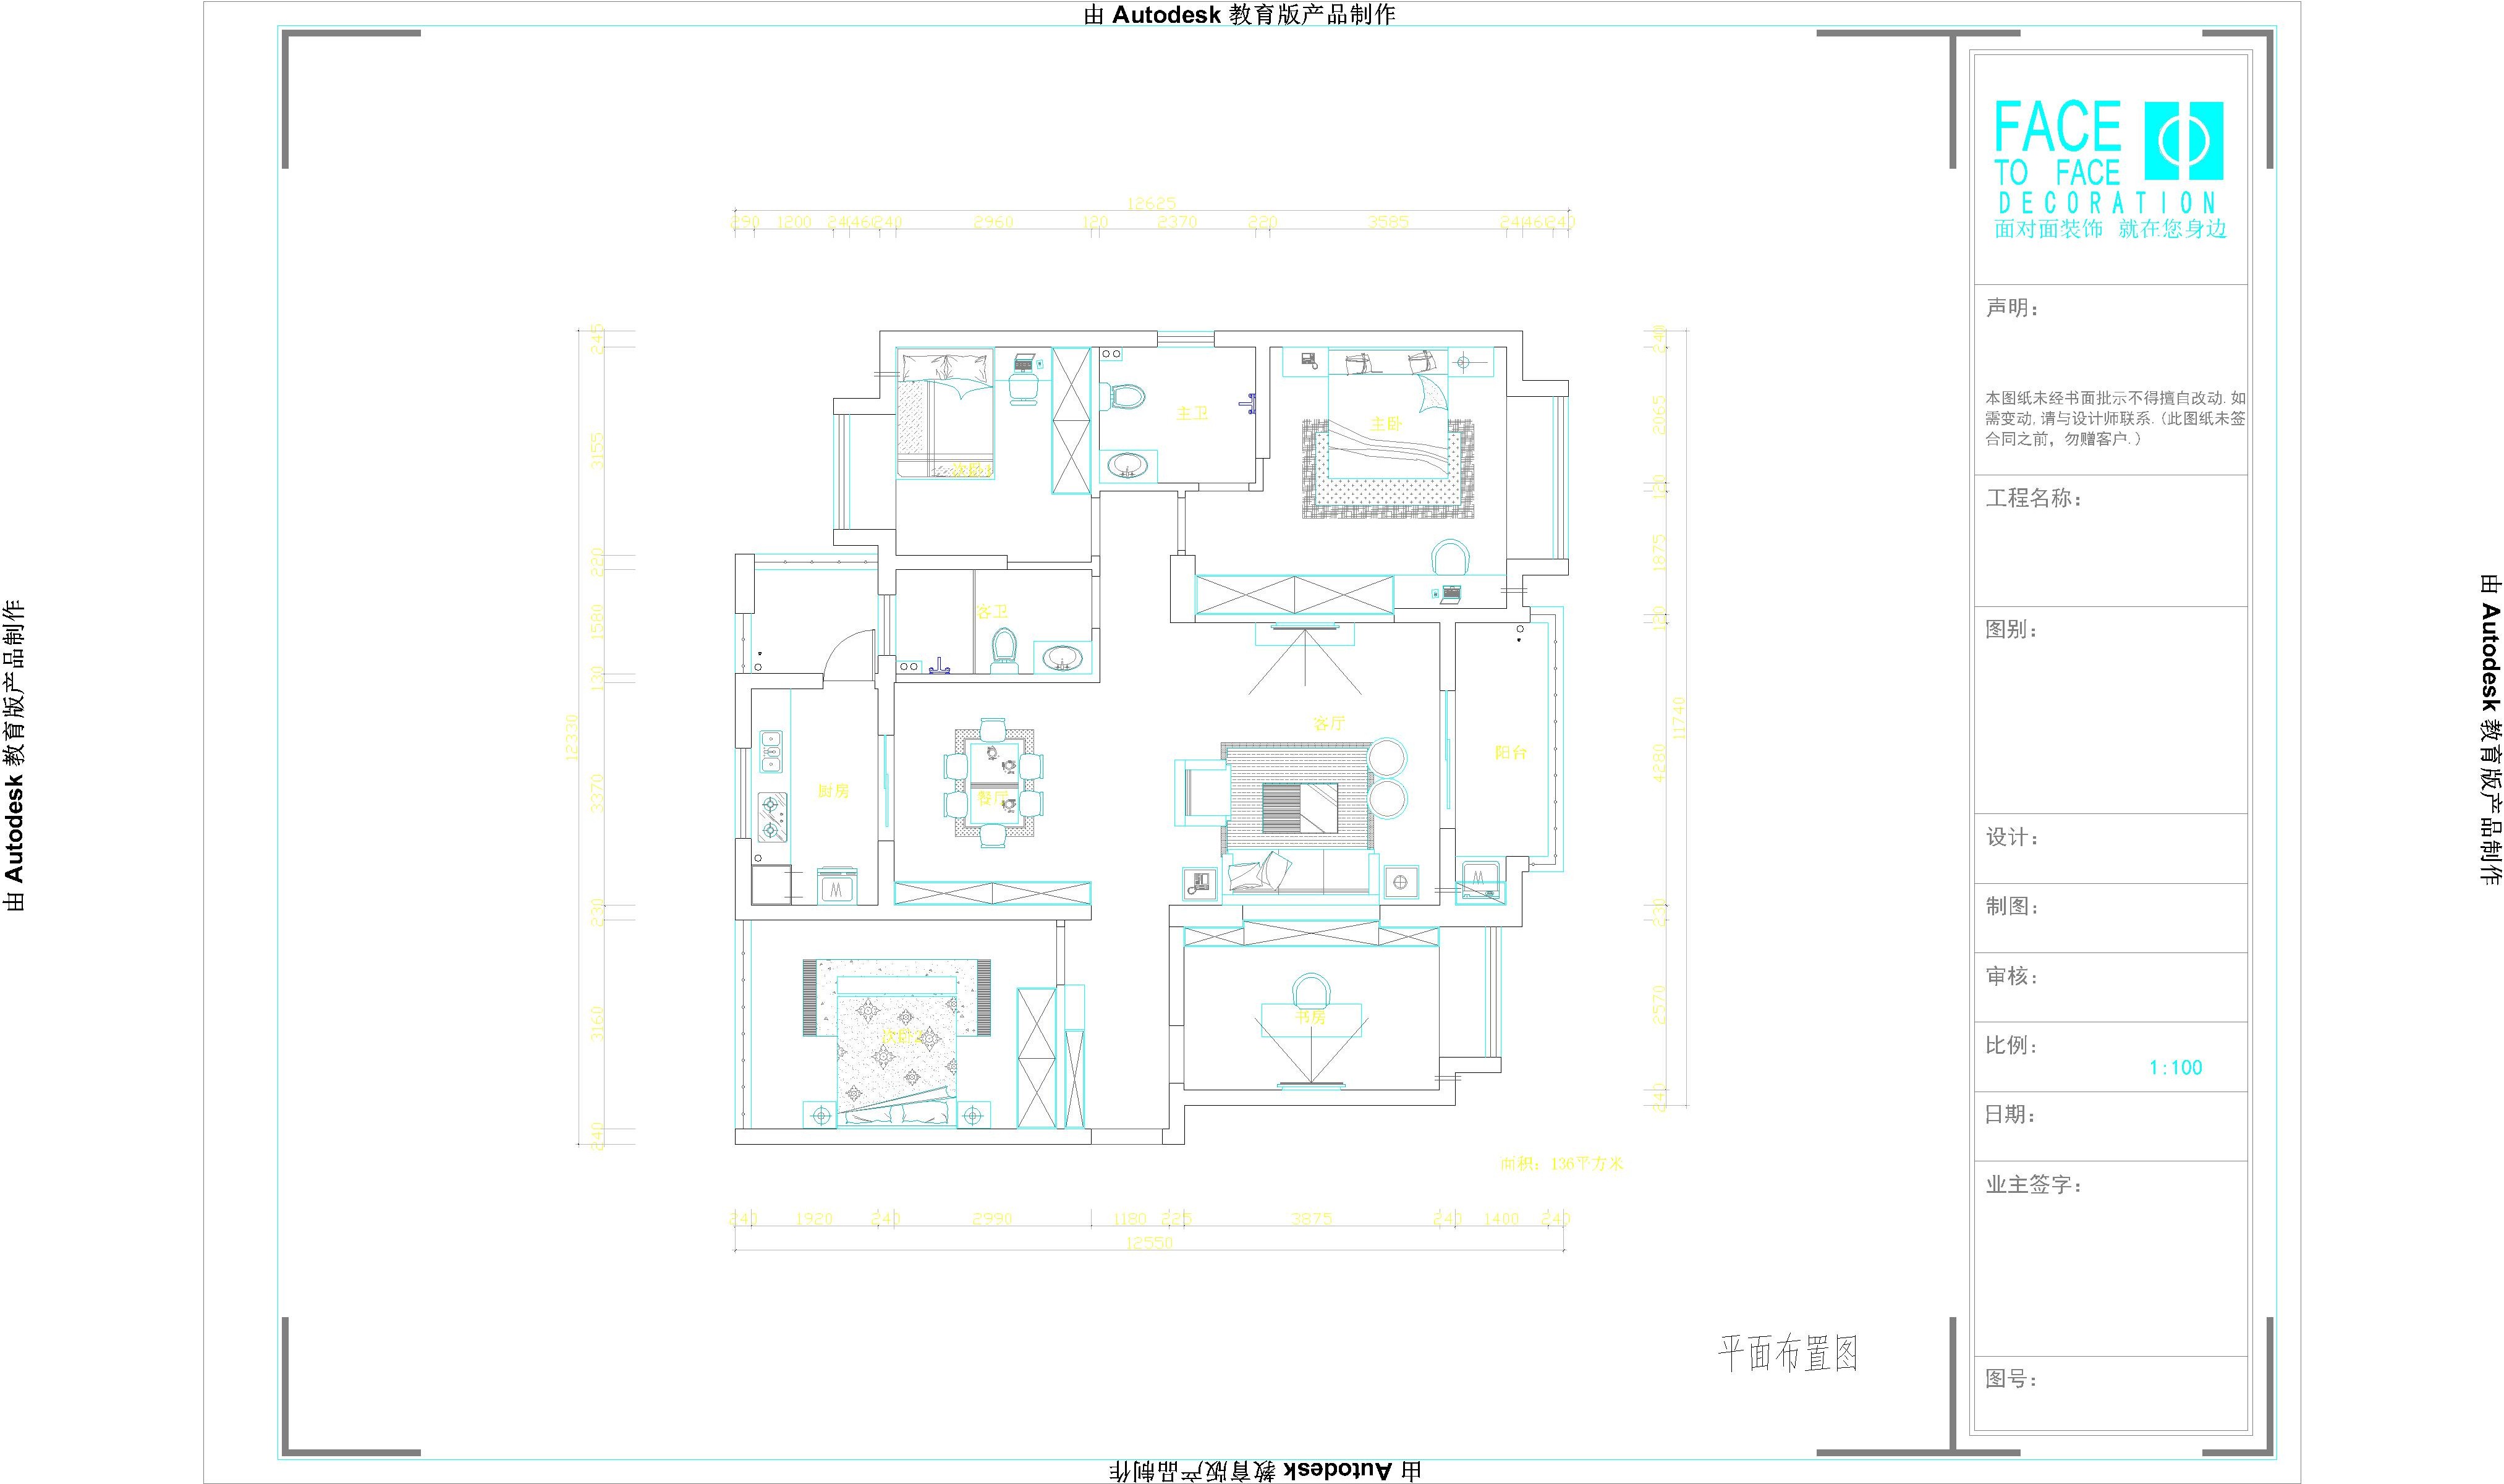 由 Autodesk 教育版产品制作
FACE
TO FACE
DECORATION
面对面装饰 就在您身边
声明：
本图纸未经书面批示不得擅自改动.如
需变动,请与设计师联系.(此图纸未签
合同之前，勿赠客户.)
工程名称：
图别：
设计：
制图：
审核：
比例：
1:100
日期：
业主签字：
图号：
12625
290 1200 240 460 240 2960 120 2370 220 3585 240 460 240
245
3155
220
1580
130
3370
230
3160
240
12330
240
2065
120
1875
120
4280
230
2570
240
11740
主卫
主卧
次卧1
客卫
客厅
阳台
厨房
餐厅
次卧2
书房
面积：136平方米
240 1920 240 2990 1180 225 3875 240 1400 240
12550
平面布置图
由 Autodesk 教育版产品制作
由 Autodesk 教育版产品制作
由 Autodesk 教育版产品制作